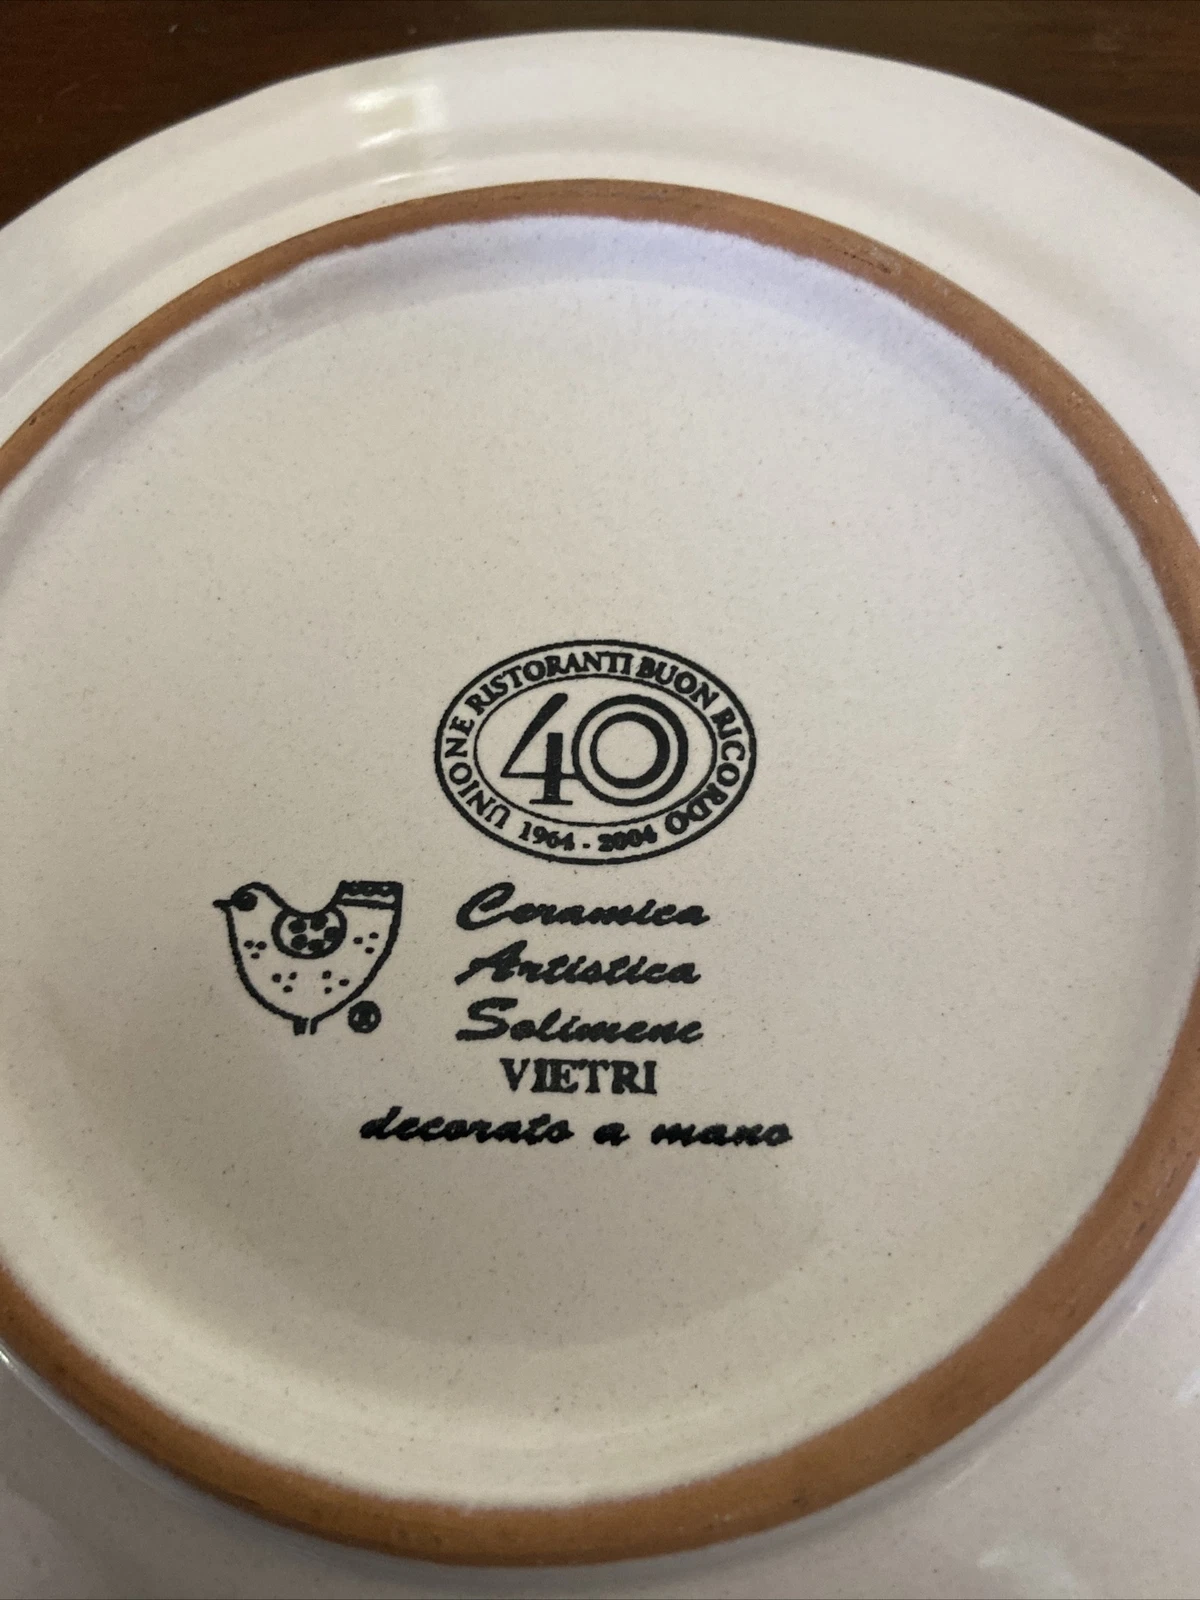 UNIONE RISTORANTI BUON RICORDO
40
1964 - 2004
Ceramica
Artistica
Solimene
VIETRI
decorato a mano
®